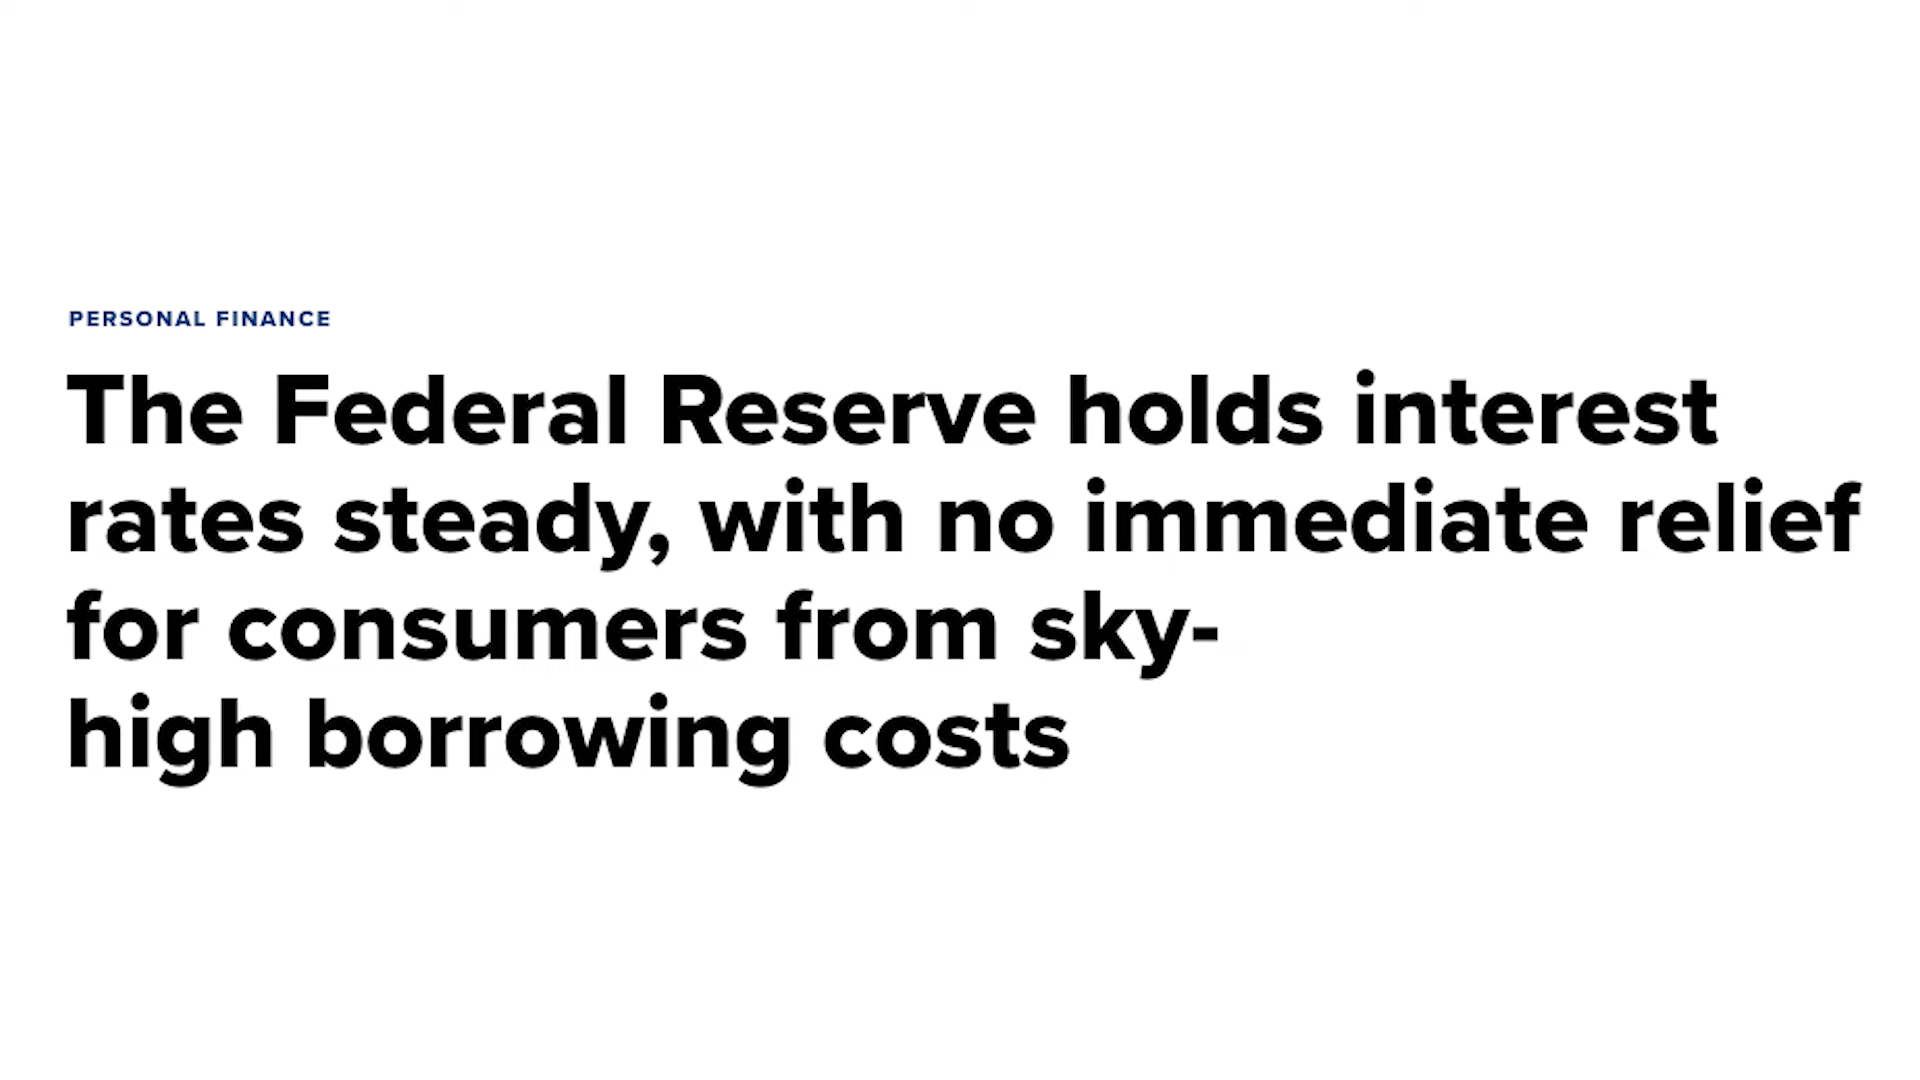 PERSONAL FINANCE
The Federal Reserve holds interest
rates steady, with no immediate relief
for consumers from sky-
high borrowing costs